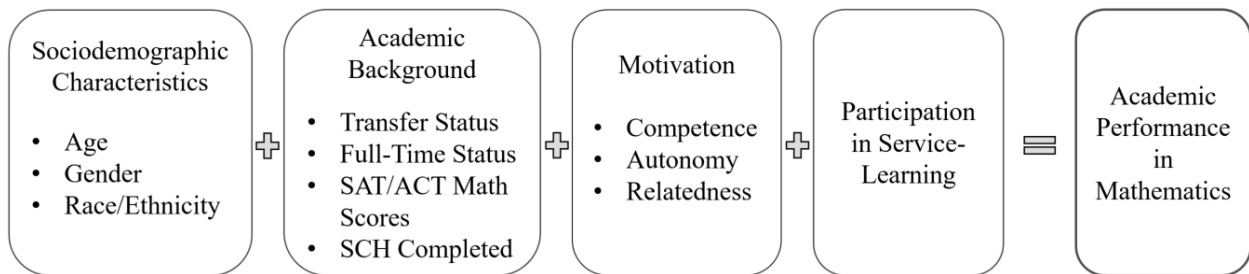 Sociodemographic
Characteristics
• Age
• Gender
• Race/Ethnicity
Academic
Background
• Transfer Status
• Full-Time Status
• SAT/ACT Math
Scores
• SCH Completed
Motivation
• Competence
• Autonomy
• Relatedness
Participation
in Service-
Learning
Academic
Performance
in
Mathematics